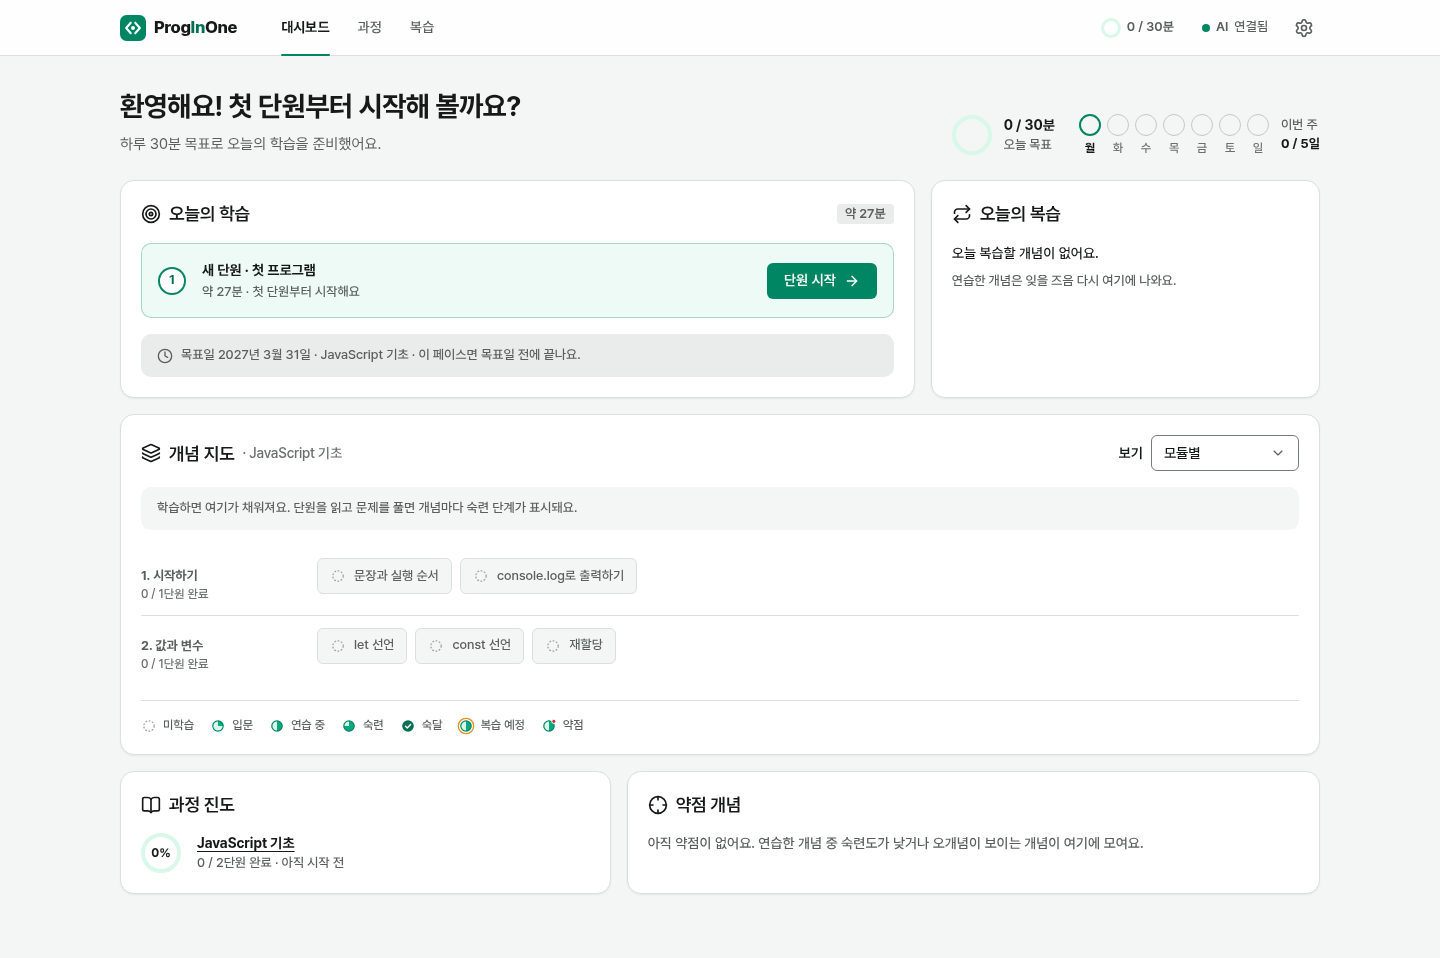 ProgInOne
대시보드
과정
복습
0 / 30분
AI 연결됨
환영해요! 첫 단원부터 시작해 볼까요?
하루 30분 목표로 오늘의 학습을 준비했어요.
0 / 30분
오늘 목표
월 화 수 목 금 토 일
이번 주
0 / 5일
오늘의 학습
약 27분
1
새 단원 · 첫 프로그램
약 27분 · 첫 단원부터 시작해요
단원 시작
목표일 2027년 3월 31일 · JavaScript 기초 · 이 페이스면 목표일 전에 끝나요.
오늘의 복습
오늘 복습할 개념이 없어요.
연습한 개념은 잊을 즈음 다시 여기에 나와요.
개념 지도 · JavaScript 기초
보기
모듈별
학습하면 여기가 채워져요. 단원을 읽고 문제를 풀면 개념마다 숙련 단계가 표시돼요.
1. 시작하기
0 / 1단원 완료
문장과 실행 순서
console.log로 출력하기
2. 값과 변수
0 / 1단원 완료
let 선언
const 선언
재할당
미학습
입문
연습 중
숙련
숙달
복습 예정
약점
과정 진도
0%
JavaScript 기초
0 / 2단원 완료 · 아직 시작 전
약점 개념
아직 약점이 없어요. 연습한 개념 중 숙련도가 낮거나 오개념이 보이는 개념이 여기에 모여요.